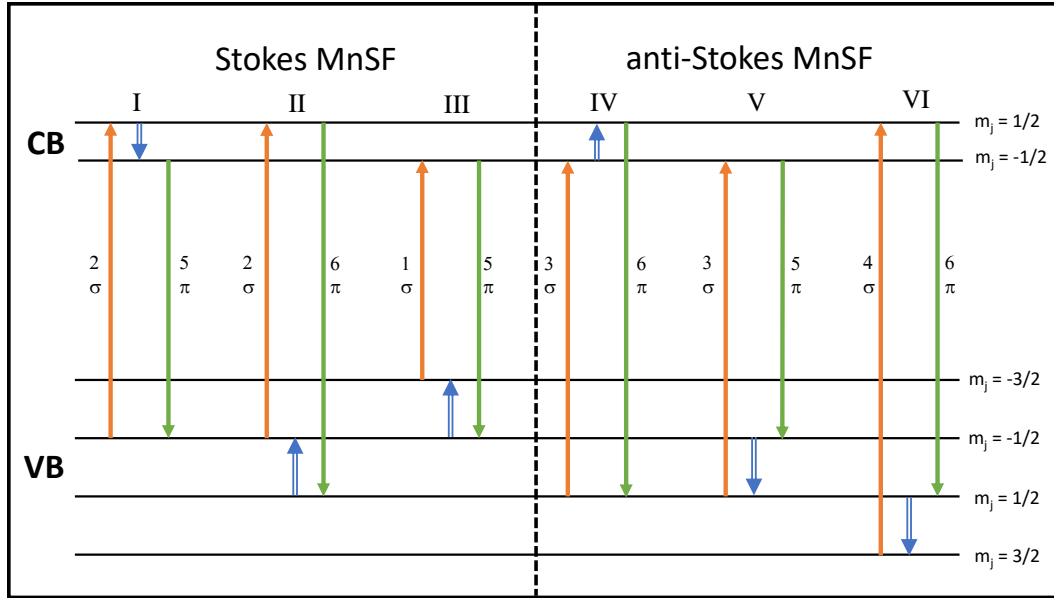 Stokes MnSF
anti-Stokes MnSF
I
II
III
IV
V
VI
CB
m_j = 1/2
m_j = -1/2
2
σ
5
π
2
σ
6
π
1
σ
5
π
3
σ
6
π
3
σ
5
π
4
σ
6
π
VB
m_j = -3/2
m_j = -1/2
m_j = 1/2
m_j = 3/2